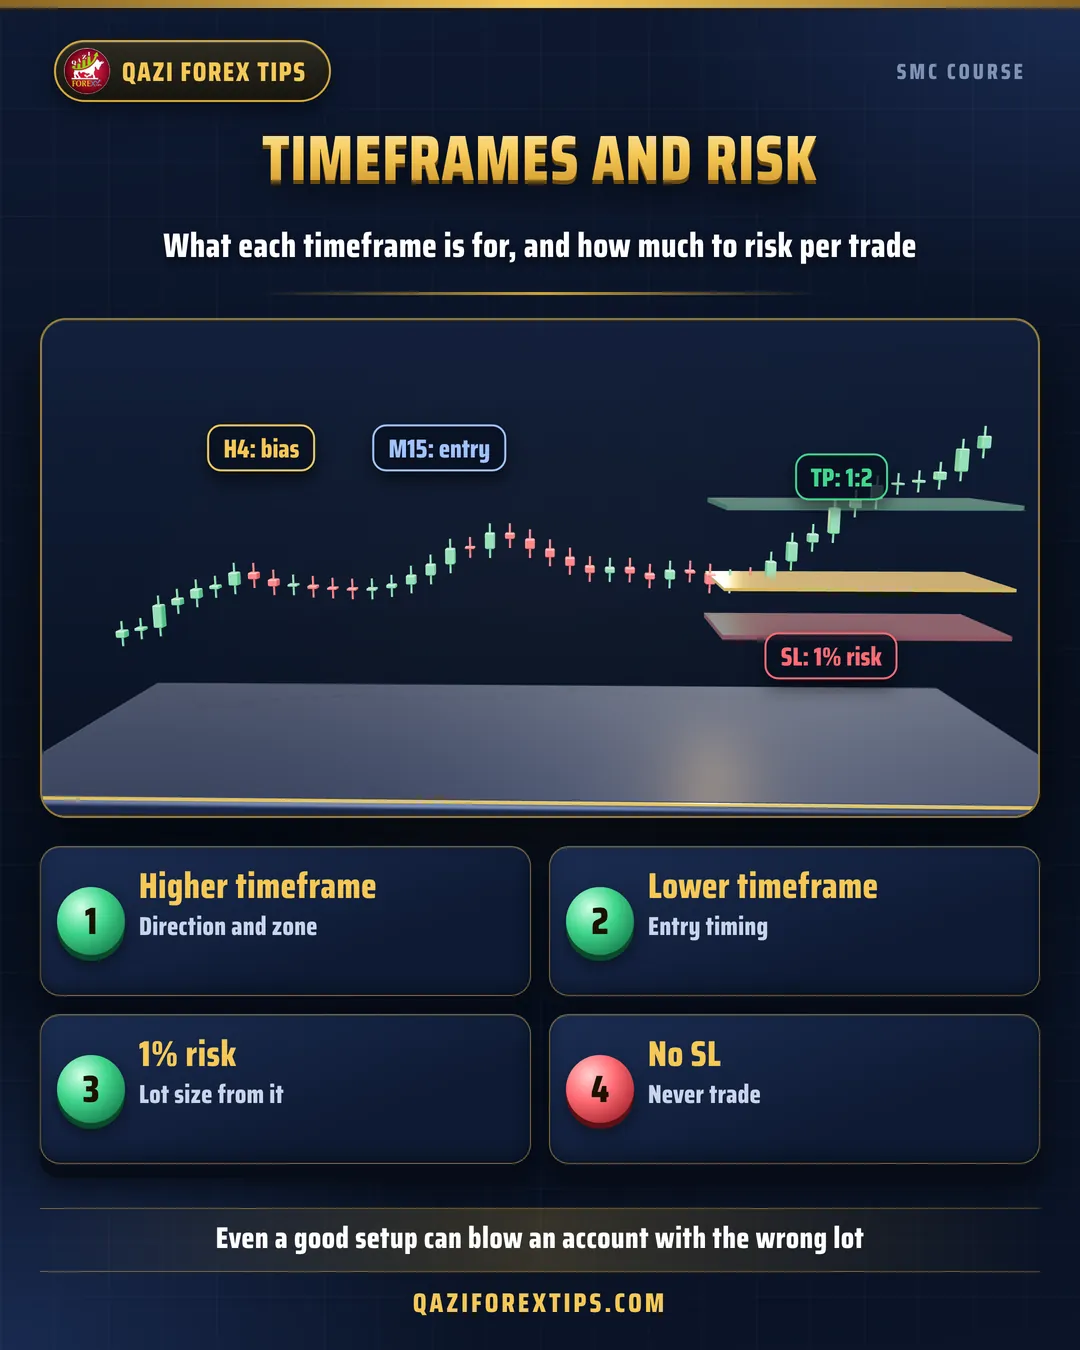 QAZI FOREX TIPS
SMC COURSE
TIMEFRAMES AND RISK
What each timeframe is for, and how much to risk per trade
H4: bias
M15: entry
TP: 1:2
SL: 1% risk
1
Higher timeframe
Direction and zone
2
Lower timeframe
Entry timing
3
1% risk
Lot size from it
4
No SL
Never trade
Even a good setup can blow an account with the wrong lot
QAZIFOREXTIPS.COM